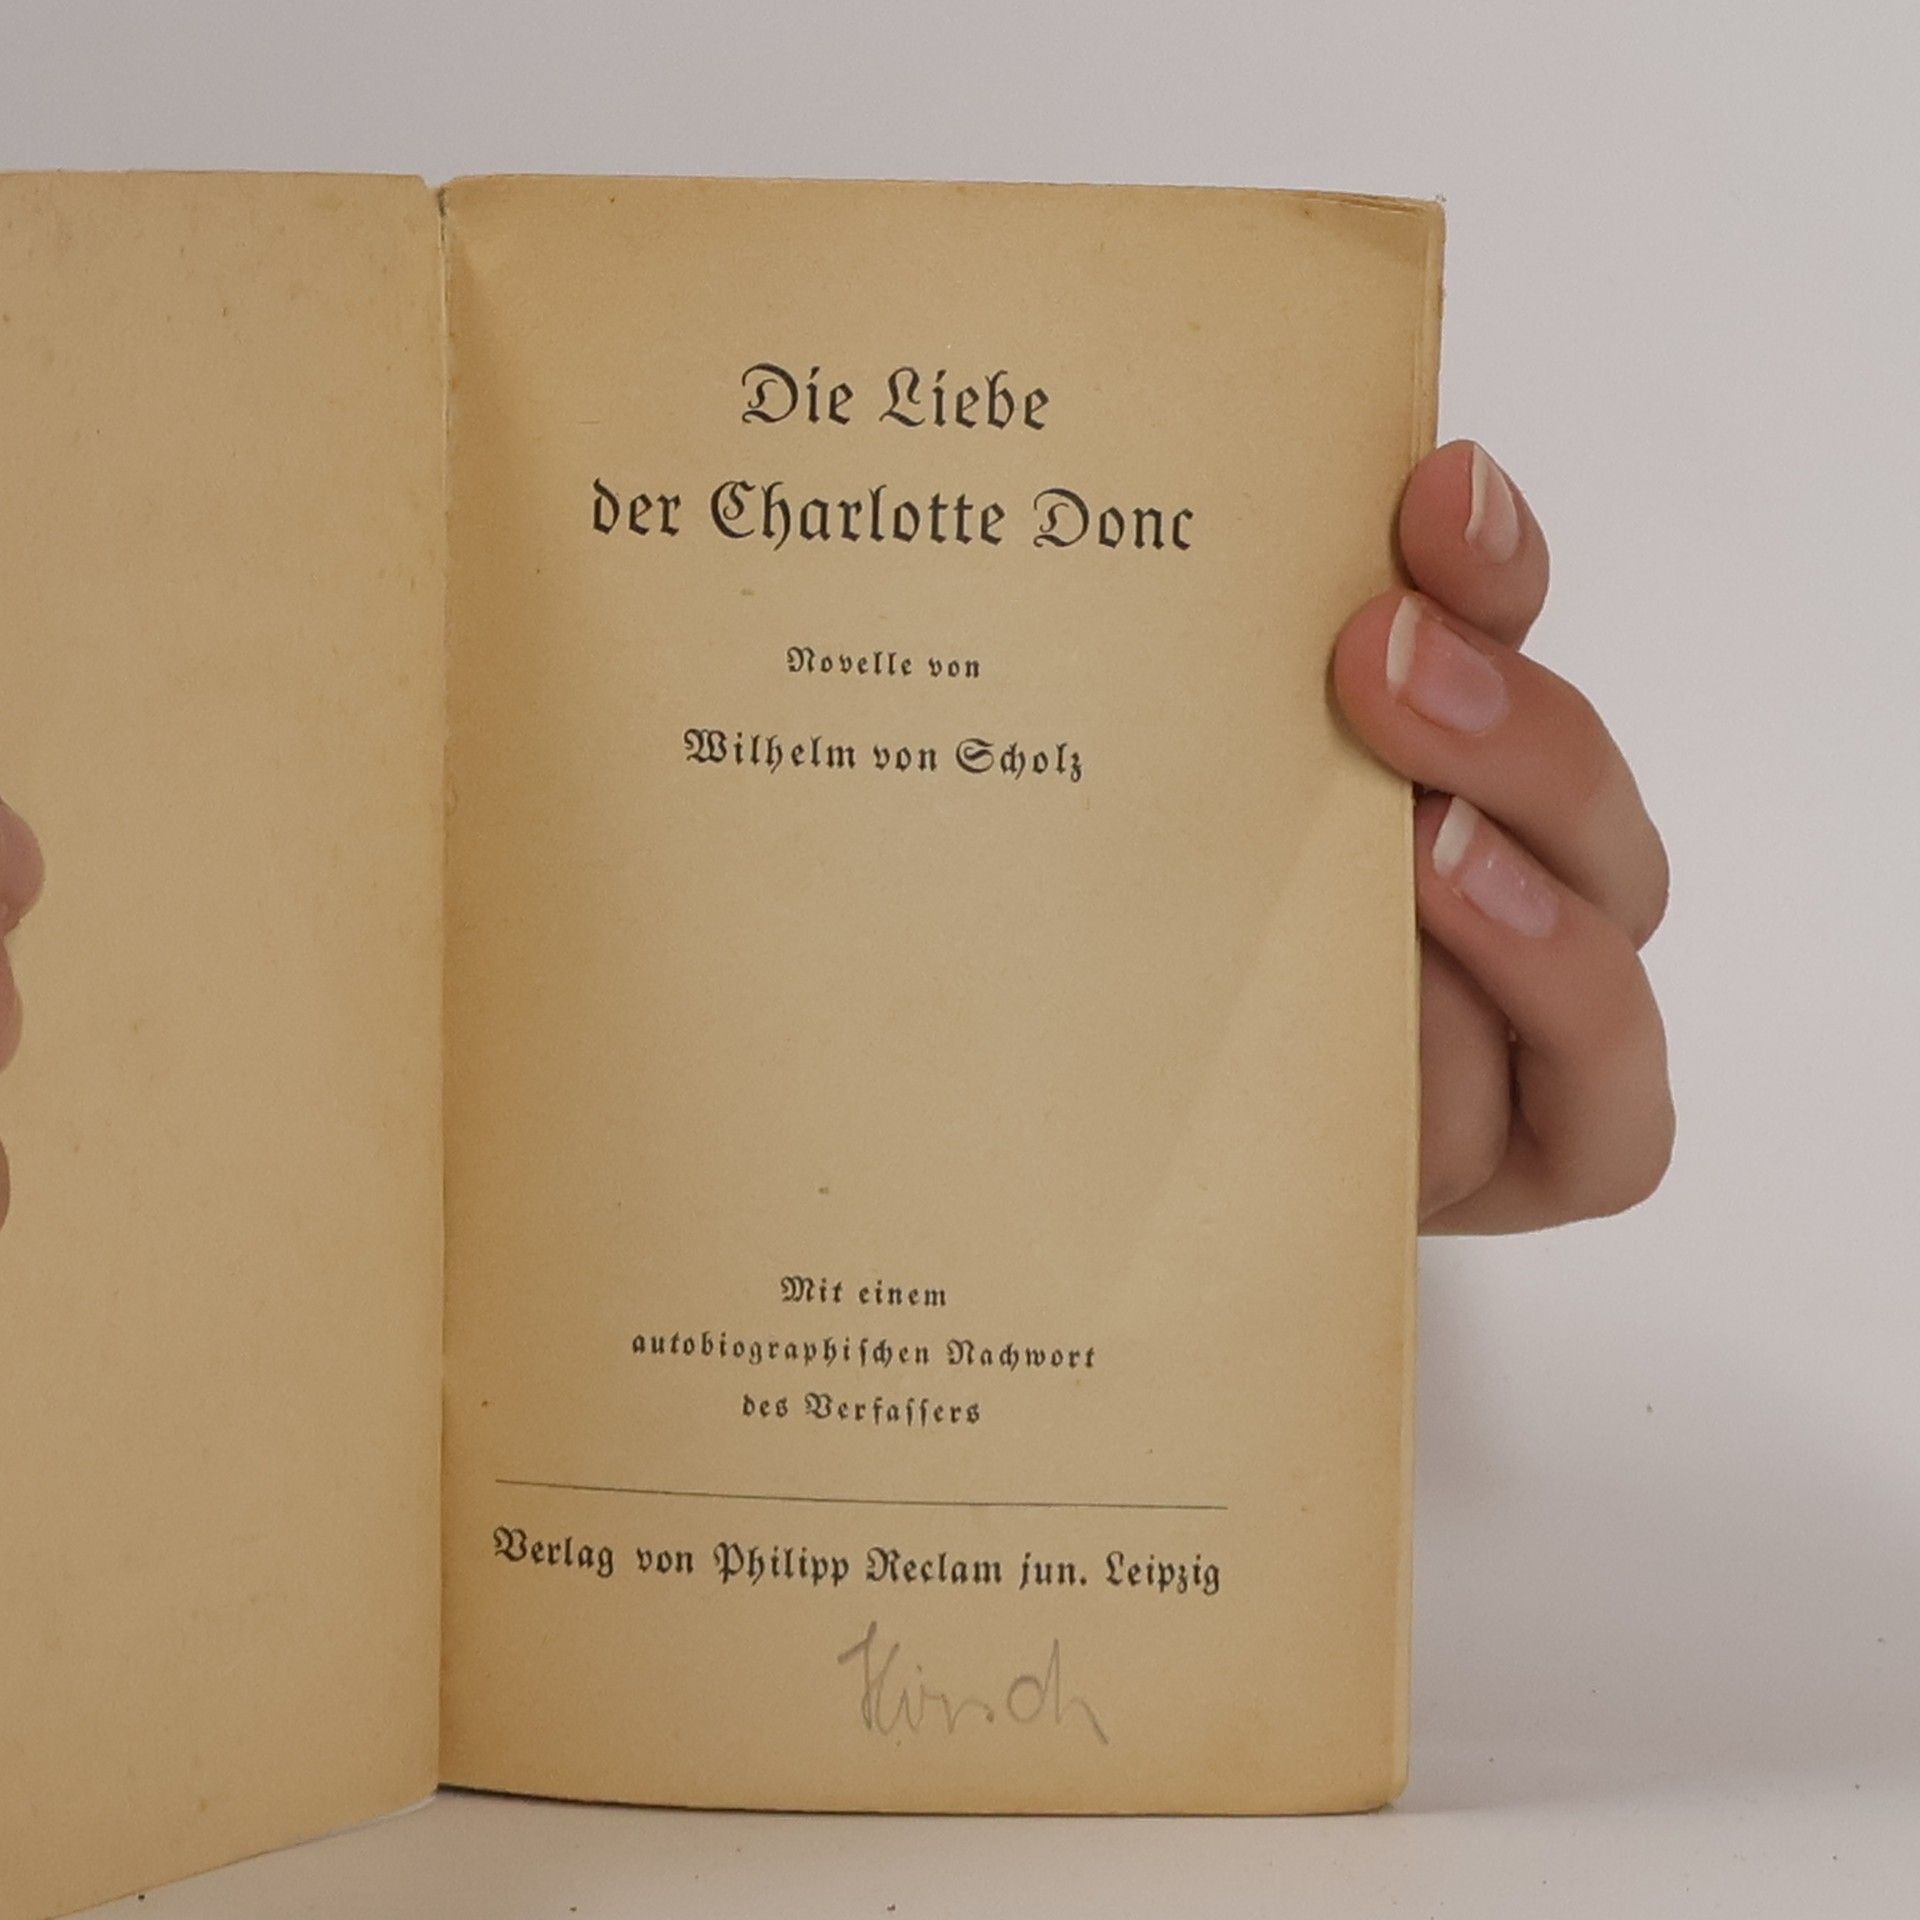 Die Liebe
der Charlotte Donc
Novelle von
Wilhelm von Scholz
Mit einem
autobiographiſchen Nachwort
des Verfaſſers
Verlag von Philipp Reclam jun. Leipzig
Hirsch